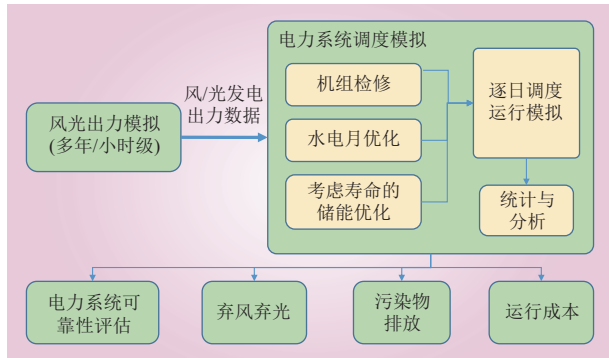 电力系统调度模拟
风/光发电
出力数据
风光出力模拟
(多年/小时级)
机组检修
水电月优化
考虑寿命的
储能优化
逐日调度
运行模拟
统计与
分析
电力系统可
靠性评估
弃风弃光
污染物
排放
运行成本